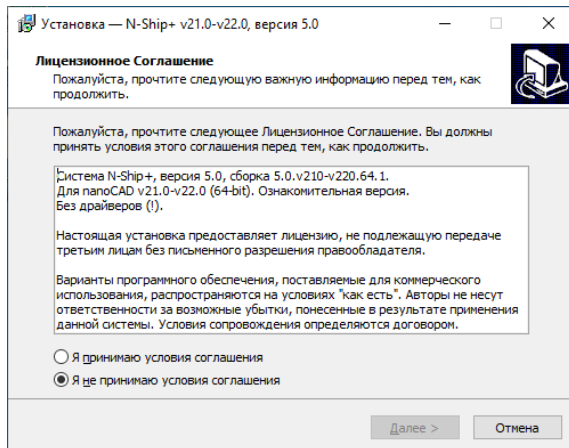 Установка — N-Ship+ v21.0-v22.0, версия 5.0
Лицензионное Соглашение
Пожалуйста, прочтите следующую важную информацию перед тем, как
продолжить.
Пожалуйста, прочтите следующее Лицензионное Соглашение. Вы должны
принять условия этого соглашения перед тем, как продолжить.
Система N-Ship+, версия 5.0, сборка 5.0.v210-v220.64.1.
Для nanoCAD v21.0-v22.0 (64-bit). Ознакомительная версия.
Без драйверов (!).
Настоящая установка предоставляет лицензию, не подлежащую передаче
третьим лицам без письменного разрешения правообладателя.
Варианты программного обеспечения, поставляемые для коммерческого
использования, распространяются на условиях "как есть". Авторы не несут
ответственности за возможные убытки, понесенные в результате применения
данной системы. Условия сопровождения определяются договором.
Я принимаю условия соглашения
Я не принимаю условия соглашения
Далее >
Отмена